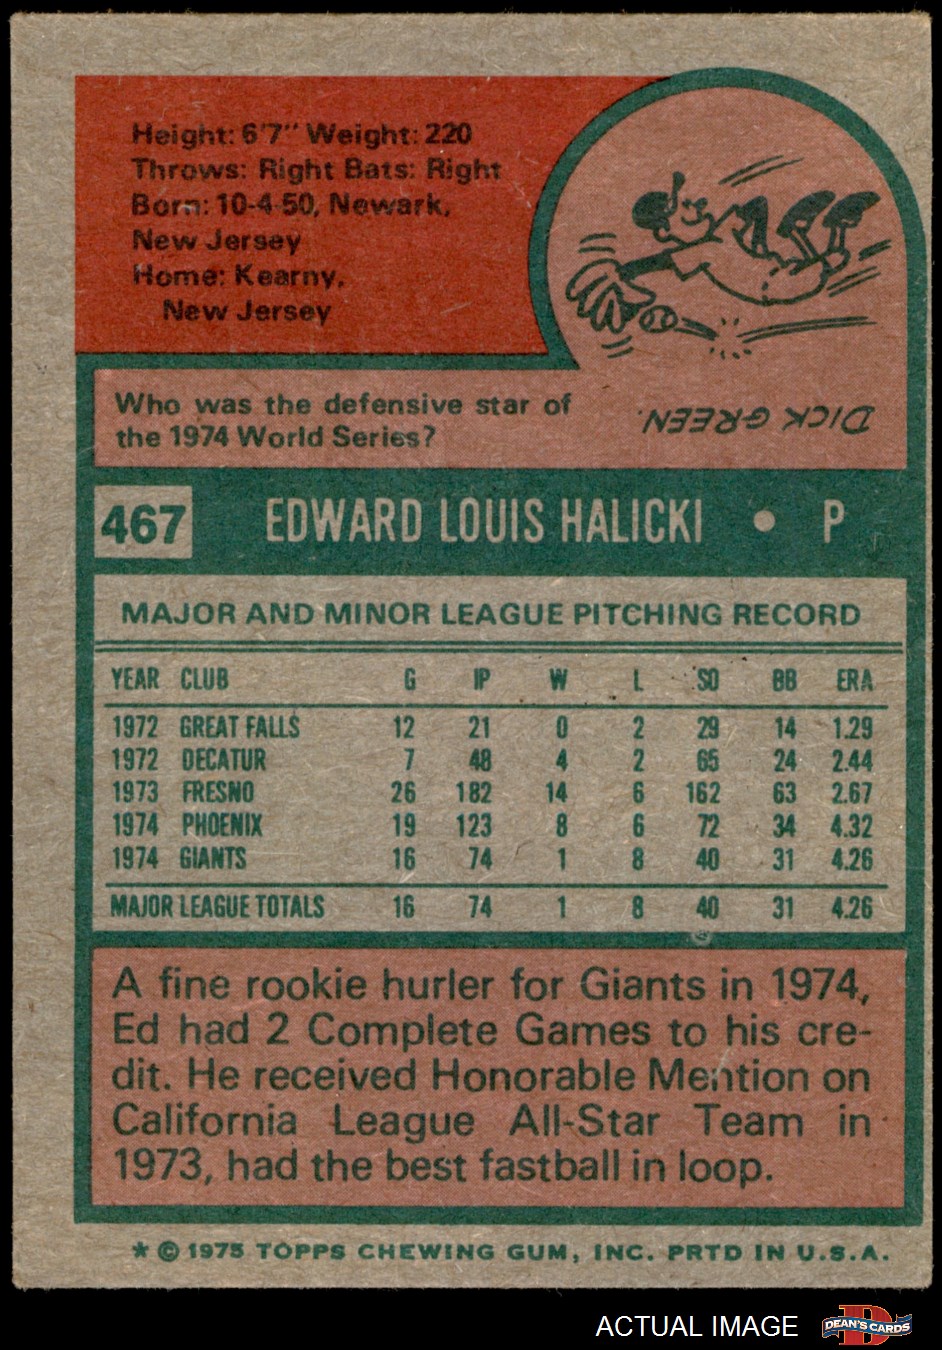 Height: 6'7" Weight: 220
Throws: Right Bats: Right
Born: 10-4-50, Newark,
New Jersey
Home: Kearny,
New Jersey
Who was the defensive star of
the 1974 World Series?
DICK GREEN.
467 EDWARD LOUIS HALICKI • P
MAJOR AND MINOR LEAGUE PITCHING RECORD
YEAR CLUB G IP W L SO BB ERA
1972 GREAT FALLS 12 21 0 2 29 14 1.29
1972 DECATUR 7 48 4 2 65 24 2.44
1973 FRESNO 26 182 14 6 162 63 2.67
1974 PHOENIX 19 123 8 6 72 34 4.32
1974 GIANTS 16 74 1 8 40 31 4.26
MAJOR LEAGUE TOTALS 16 74 1 8 40 31 4.26
A fine rookie hurler for Giants in 1974,
Ed had 2 Complete Games to his cre-
dit. He received Honorable Mention on
California League All-Star Team in
1973, had the best fastball in loop.
* © 1975 TOPPS CHEWING GUM, INC. PRTD IN U.S.A.
ACTUAL IMAGE
DEAN'S CARDS